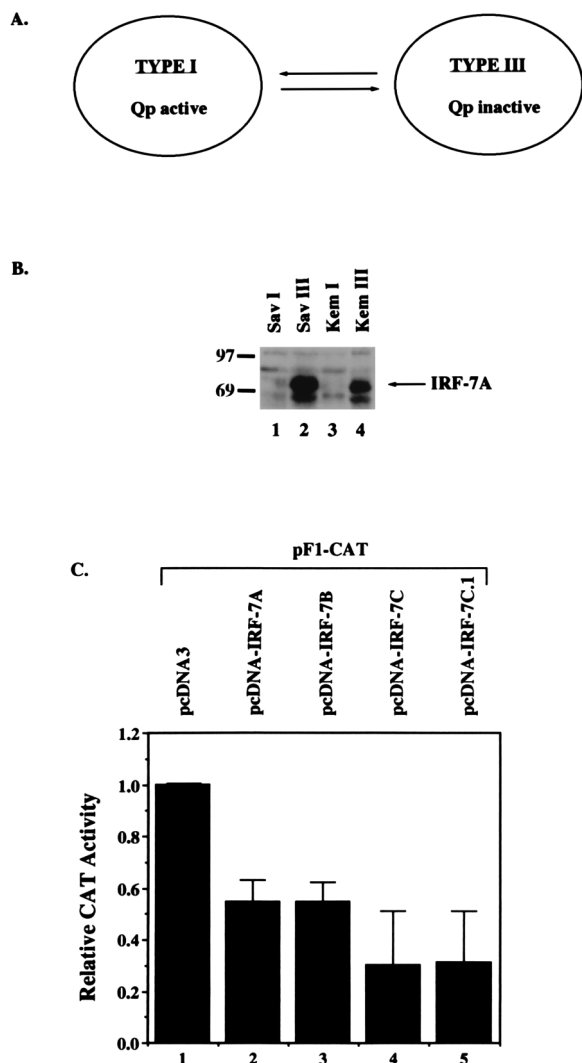 A.
TYPE I
Qp active
TYPE III
Qp inactive
B.
Sav I
Sav III
Kem I
Kem III
97
69
IRF-7A
1 2 3 4
pF1-CAT
C.
pcDNA3
pcDNA-IRF-7A
pcDNA-IRF-7B
pcDNA-IRF-7C
pcDNA-IRF-7C.1
Relative CAT Activity
1.2
1.0
0.8
0.6
0.4
0.2
0.0
1 2 3 4 5